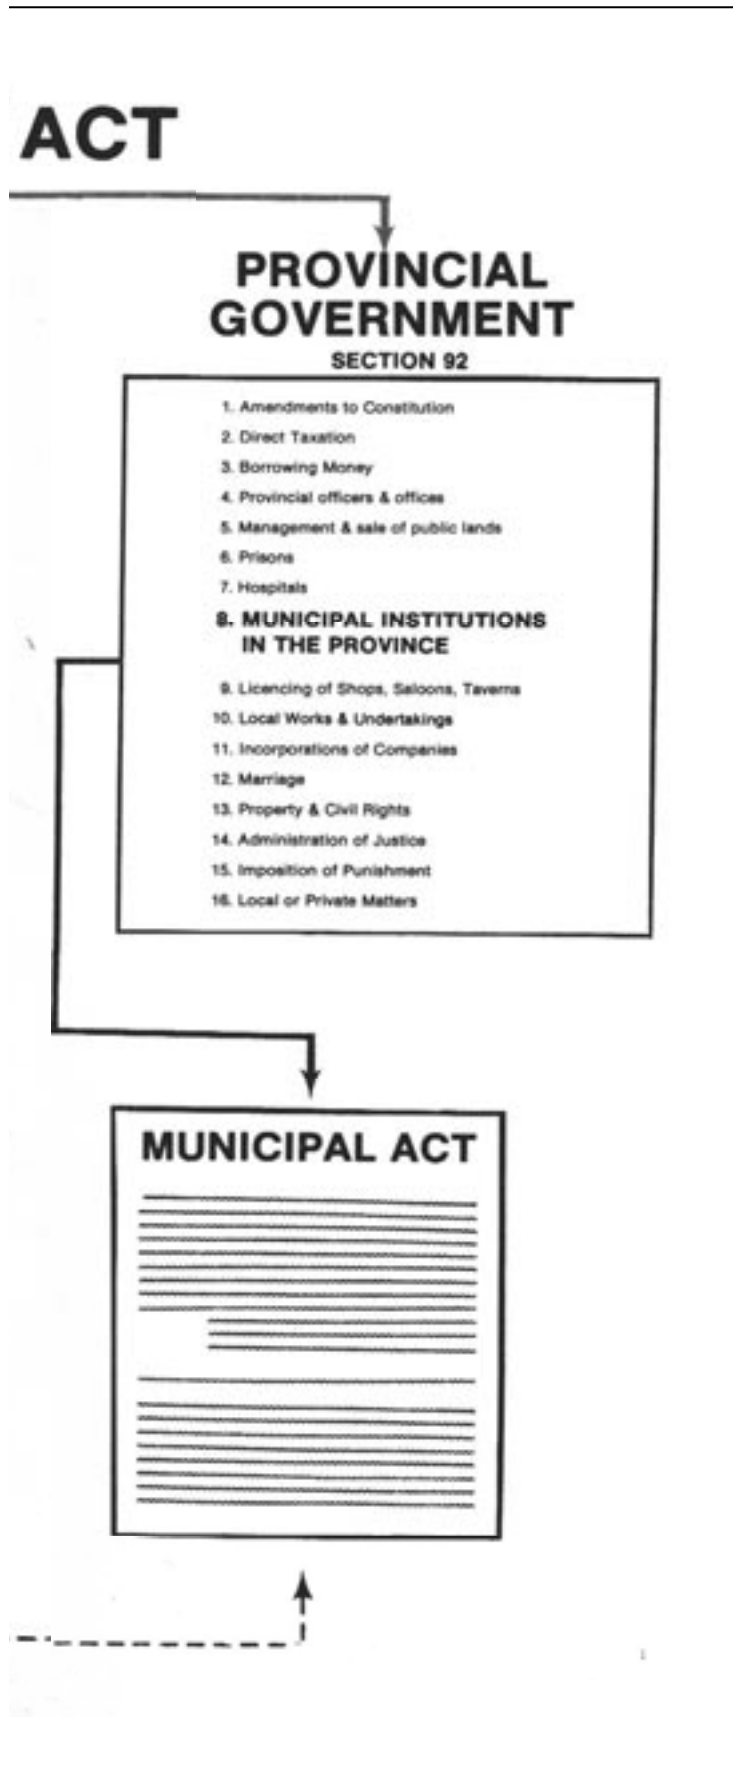 ACT
PROVINCIAL
GOVERNMENT
SECTION 92
1. Amendments to Constitution
2. Direct Taxation
3. Borrowing Money
4. Provincial officers & offices
5. Management & sale of public lands
6. Prisons
7. Hospitals
8. MUNICIPAL INSTITUTIONS
IN THE PROVINCE
9. Licencing of Shops, Saloons, Taverns
10. Local Works & Undertakings
11. Incorporations of Companies
12. Marriage
13. Property & Civil Rights
14. Administration of Justice
15. Imposition of Punishment
16. Local or Private Matters
MUNICIPAL ACT